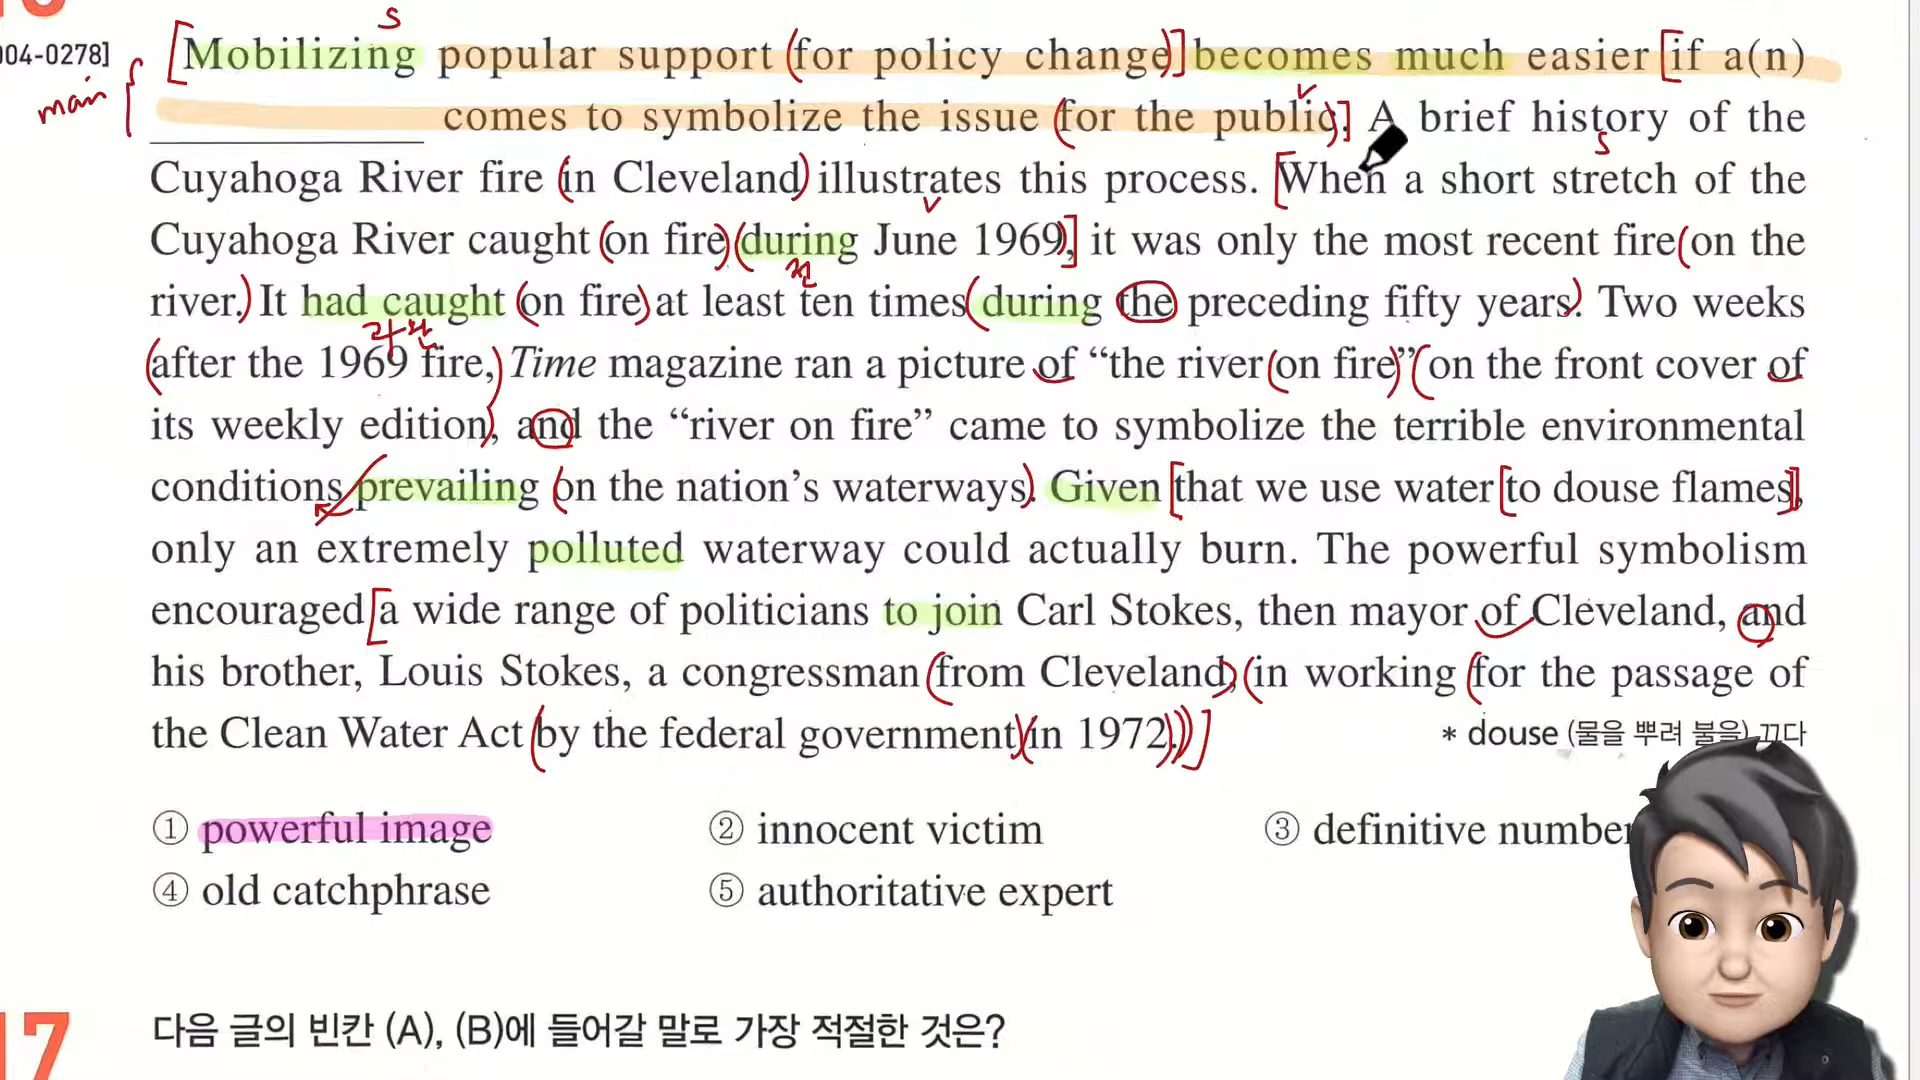 004-0278]
s
[Mobilizing popular support (for policy change)] becomes much easier [if a(n)
main
__________ comes to symbolize the issue (for the public)]. A brief history of the
Cuyahoga River fire (in Cleveland) illustrates this process. [When a short stretch of the
Cuyahoga River caught (on fire) (during June 1969,] it was only the most recent fire (on the
river.) It had caught (on fire) at least ten times (during the preceding fifty years). Two weeks
(after the 1969 fire,) Time magazine ran a picture of “the river (on fire)” (on the front cover of
its weekly edition), and the “river on fire” came to symbolize the terrible environmental
conditions prevailing (on the nation’s waterways). Given [that we use water [to douse flames]],
only an extremely polluted waterway could actually burn. The powerful symbolism
encouraged [a wide range of politicians to join Carl Stokes, then mayor of Cleveland, and
his brother, Louis Stokes, a congressman (from Cleveland), (in working (for the passage of
the Clean Water Act (by the federal government) (in 1972.)))]
* douse (물을 뿌려 불을) 끄다
① powerful image ② innocent victim ③ definitive number
④ old catchphrase ⑤ authoritative expert
17
다음 글의 빈칸 (A), (B)에 들어갈 말로 가장 적절한 것은?